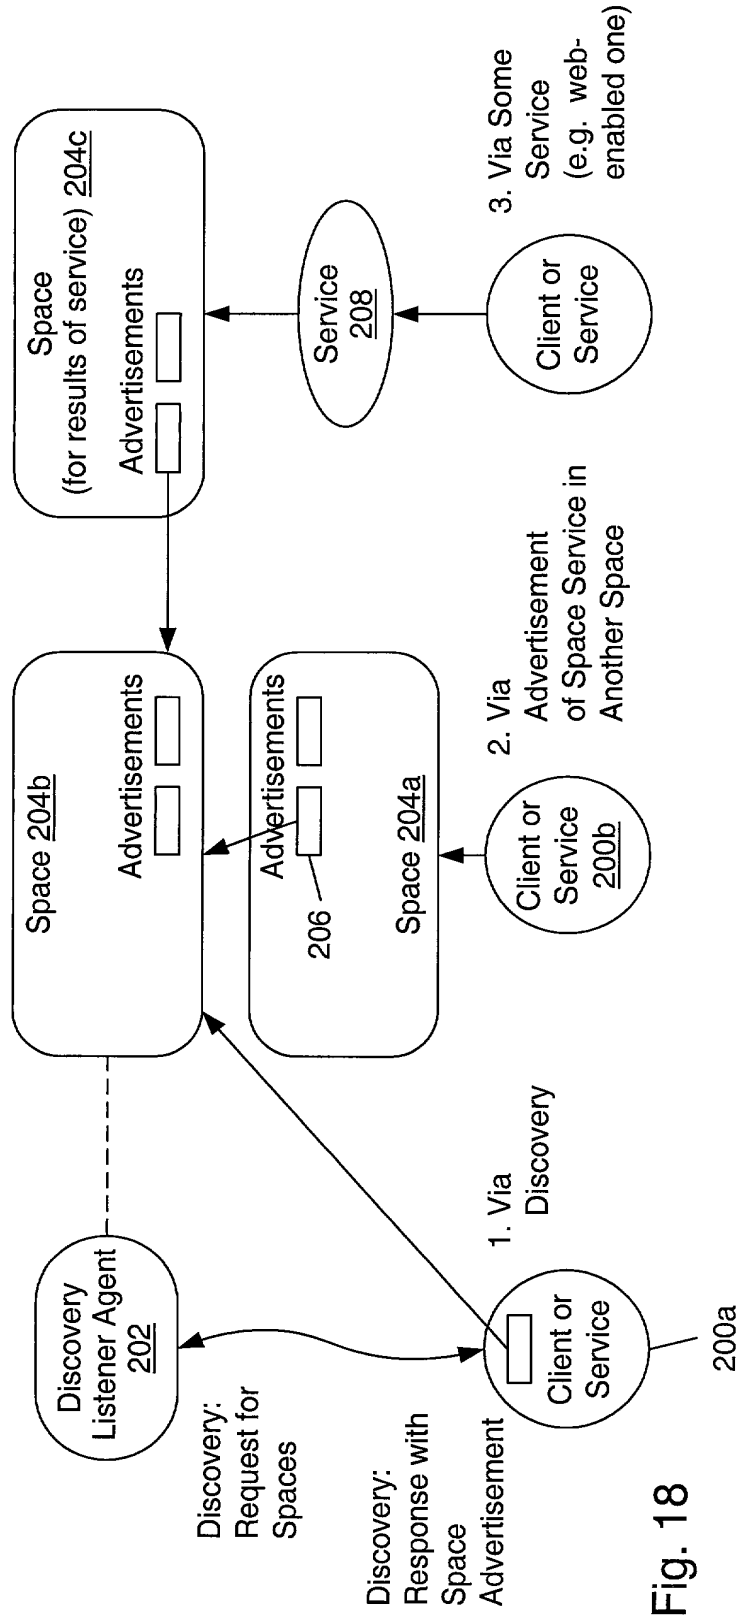 Discovery
Listener Agent
202
Discovery:
Request for
Spaces
Discovery:
Response with
Space
Advertisement
Client or
Service
200a
1. Via
Discovery
Space 204b
Advertisements
Advertisements
206
Space 204a
Client or
Service
200b
2. Via
Advertisement
of Space Service in
Another Space
Space
(for results of service) 204c
Advertisements
Service
208
Client or
Service
3. Via Some
Service
(e.g. web-
enabled one)
Fig. 18